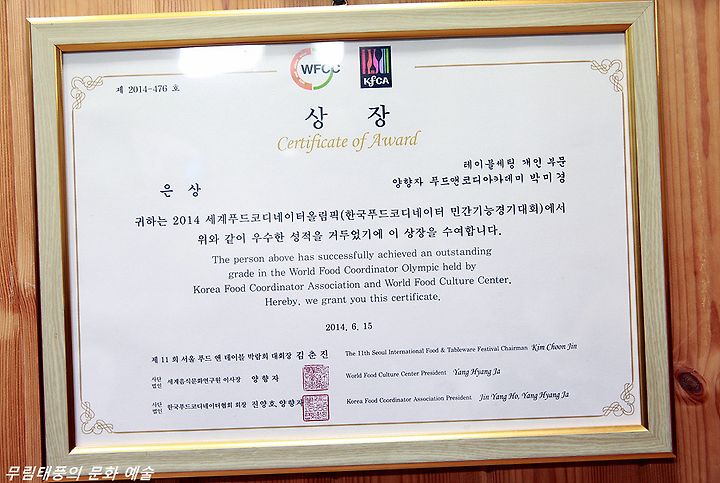 WFCC
KfCA
제 2014-476 호
상 장
Certificate of Award
테이블세팅 개인 부문
은 상
양향자 푸드앤코디아카데미 박미경
귀하는 2014 세계푸드코디네이터올림픽(한국푸드코디네이터 민간기능경기대회)에서
위와 같이 우수한 성적을 거두었기에 이 상장을 수여합니다.
The person above has successfully achieved an outstanding
grade in the World Food Coordinator Olympic held by
Korea Food Coordinator Association and World Food Culture Center.
Hereby. we grant you this certificate.
2014. 6. 15
제 11 회 서울 푸드 앤 테이블 박람회 대회장 김춘진 The 11th Seoul International Food & Tableware Festival Chairman Kim Choon Jin
사단법인 세계음식문화연구원 이사장 양향자 World Food Culture Center President Yang Hyang Ja
사단법인 한국푸드코디네이터협회 회장 진양호, 양향자 Korea Food Coordinator Association President Jin Yang Ho, Yang Hyang Ja
무림태풍의 문화 예술